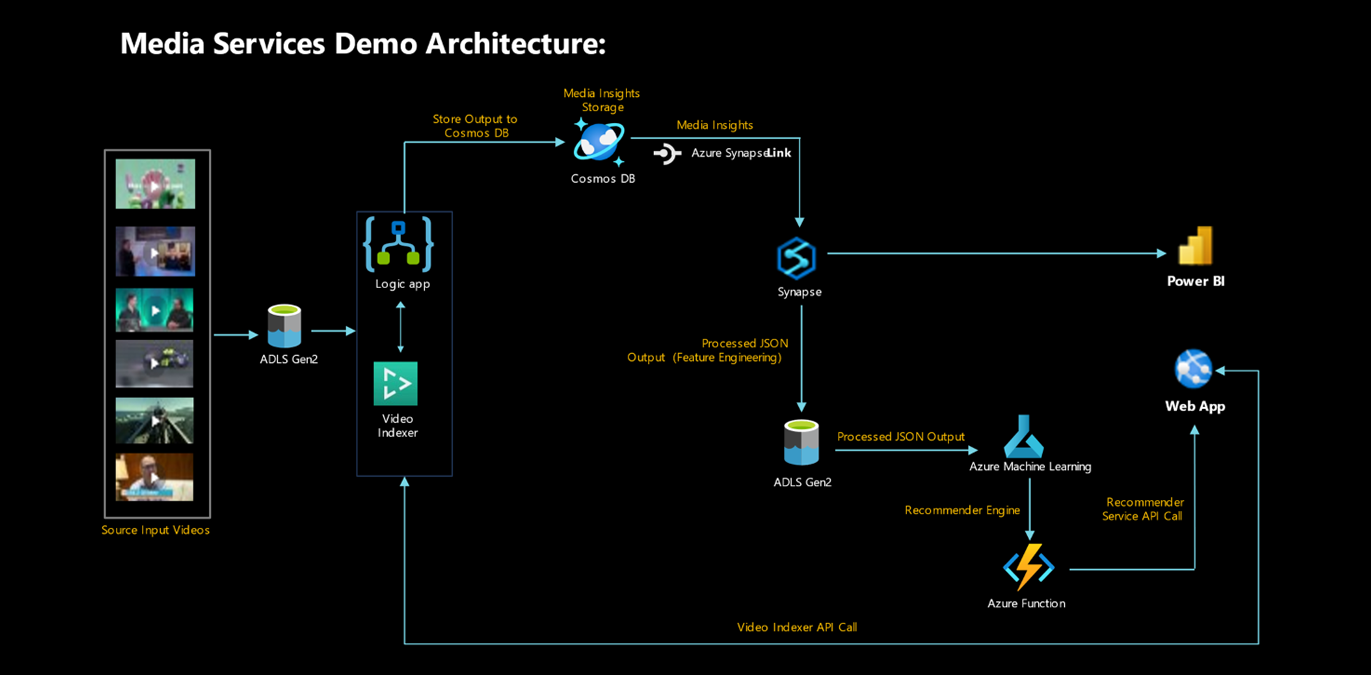 Media Services Demo Architecture:
Media Insights
Storage
Store Output to
Cosmos DB
Media Insights
Azure SynapseLink
Cosmos DB
Logic app
Synapse
Power BI
ADLS Gen2
Processed JSON
Output (Feature Engineering)
Video
Indexer
Web App
Processed JSON Output
Azure Machine Learning
ADLS Gen2
Recommender Engine
Recommender
Service API Call
Source Input Videos
Azure Function
Video Indexer API Call